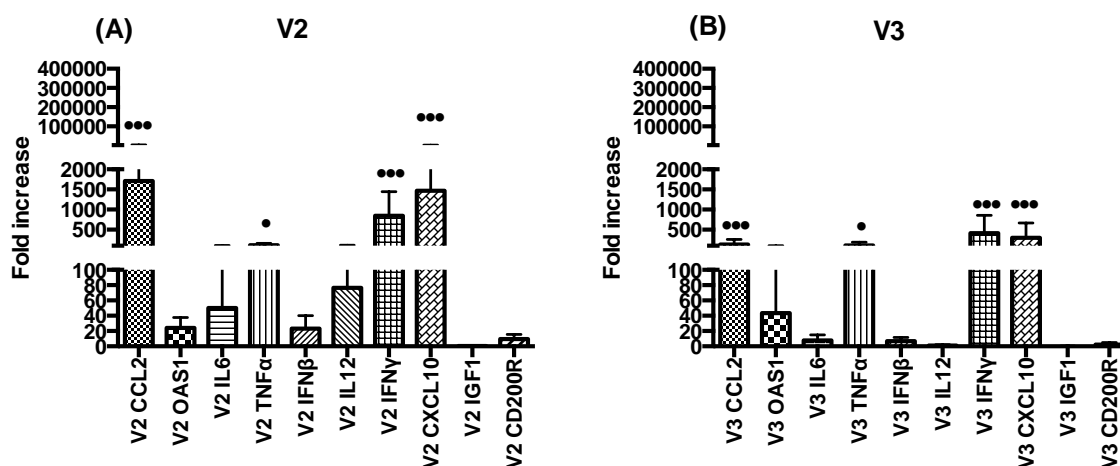 (A)
V2
Fold increase
400000
300000
200000
100000
2000
1500
1000
500
100
80
60
40
20
0
V2 CCL2
V2 OAS1
V2 IL6
V2 TNFα
V2 IFNβ
V2 IL12
V2 IFNγ
V2 CXCL10
V2 IGF1
V2 CD200R
(B)
V3
Fold increase
400000
300000
200000
100000
2000
1500
1000
500
100
80
60
40
20
0
V3 CCL2
V3 OAS1
V3 IL6
V3 TNFα
V3 IFNβ
V3 IL12
V3 IFNγ
V3 CXCL10
V3 IGF1
V3 CD200R